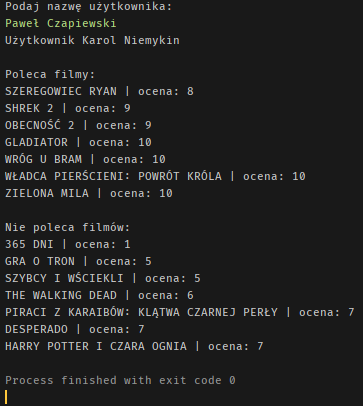 Podaj nazwę użytkownika:
Paweł Czapiewski
Użytkownik Karol Niemykin
Poleca filmy:
SZEREGOWIEC RYAN | ocena: 8
SHREK 2 | ocena: 9
OBECNOŚĆ 2 | ocena: 9
GLADIATOR | ocena: 10
WRÓG U BRAM | ocena: 10
WŁADCA PIERŚCIENI: POWRÓT KRÓLA | ocena: 10
ZIELONA MILA | ocena: 10
Nie poleca filmów:
365 DNI | ocena: 1
GRA O TRON | ocena: 5
SZYBCY I WŚCIEKLI | ocena: 5
THE WALKING DEAD | ocena: 6
PIRACI Z KARAIBÓW: KLĄTWA CZARNEJ PERŁY | ocena: 7
DESPERADO | ocena: 7
HARRY POTTER I CZARA OGNIA | ocena: 7
Process finished with exit code 0